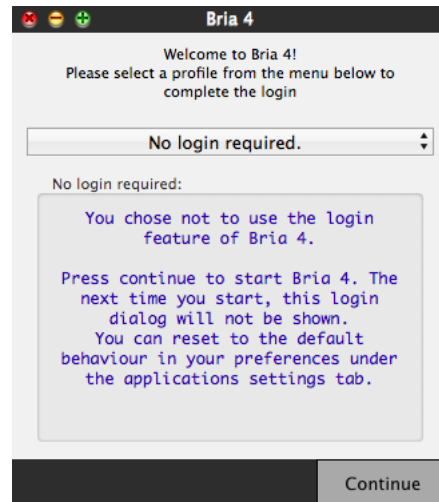 Bria 4
Welcome to Bria 4!
Please select a profile from the menu below to
complete the login
No login required.
No login required:
You chose not to use the login
feature of Bria 4.
Press continue to start Bria 4. The
next time you start, this login
dialog will not be shown.
You can reset to the default
behaviour in your preferences under
the applications settings tab.
Continue